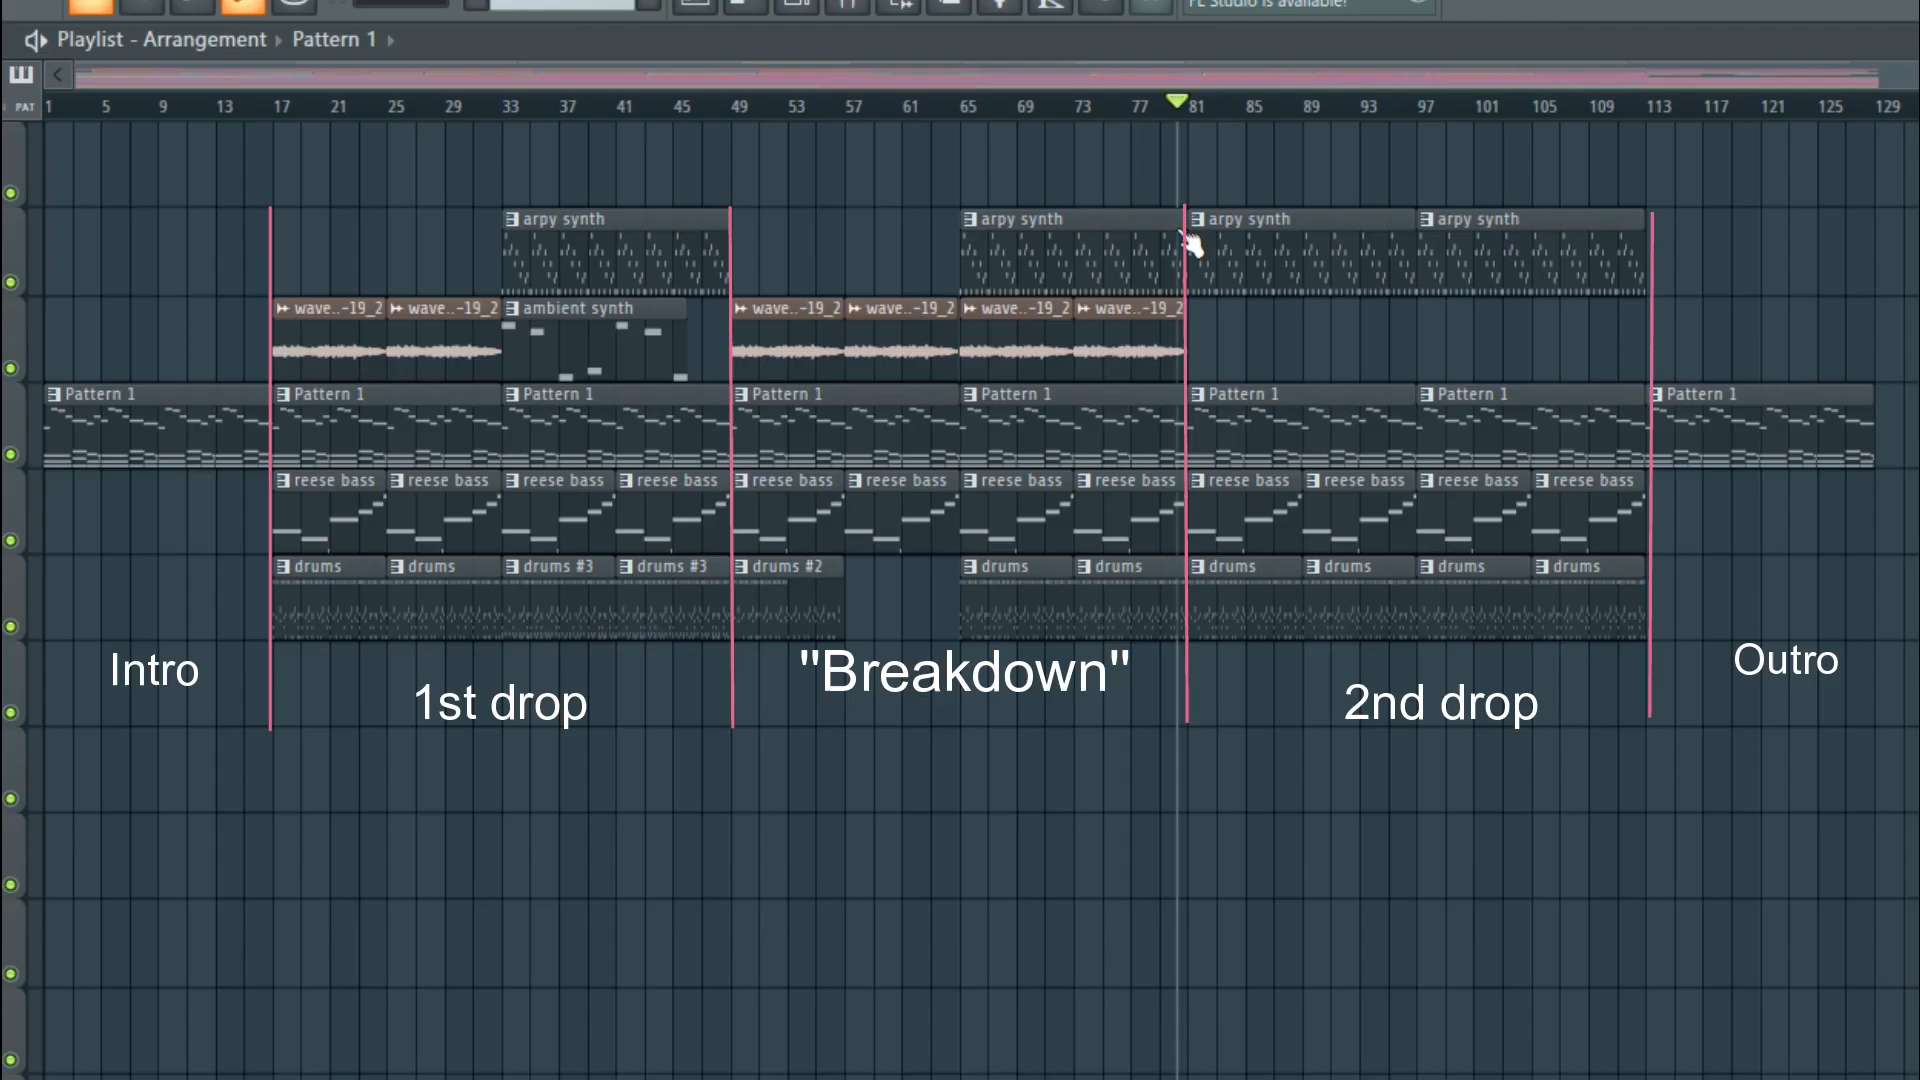 FL Studio is available!
Playlist - Arrangement Pattern 1
PAT 1 5 9 13 17 21 25 29 33 37 41 45 49 53 57 61 65 69 73 77 81 85 89 93 97 101 105 109 113 117 121 125 129
arpy synth arpy synth arpy synth arpy synth
wave..-19_2 wave..-19_2 ambient synth wave..-19_2 wave..-19_2 wave..-19_2 wave..-19_2
Pattern 1 Pattern 1 Pattern 1 Pattern 1 Pattern 1 Pattern 1 Pattern 1 Pattern 1
reese bass reese bass reese bass reese bass reese bass reese bass reese bass reese bass reese bass reese bass reese bass reese bass
drums drums drums #3 drums #3 drums #2 drums drums drums drums drums drums
Intro 1st drop "Breakdown" 2nd drop Outro